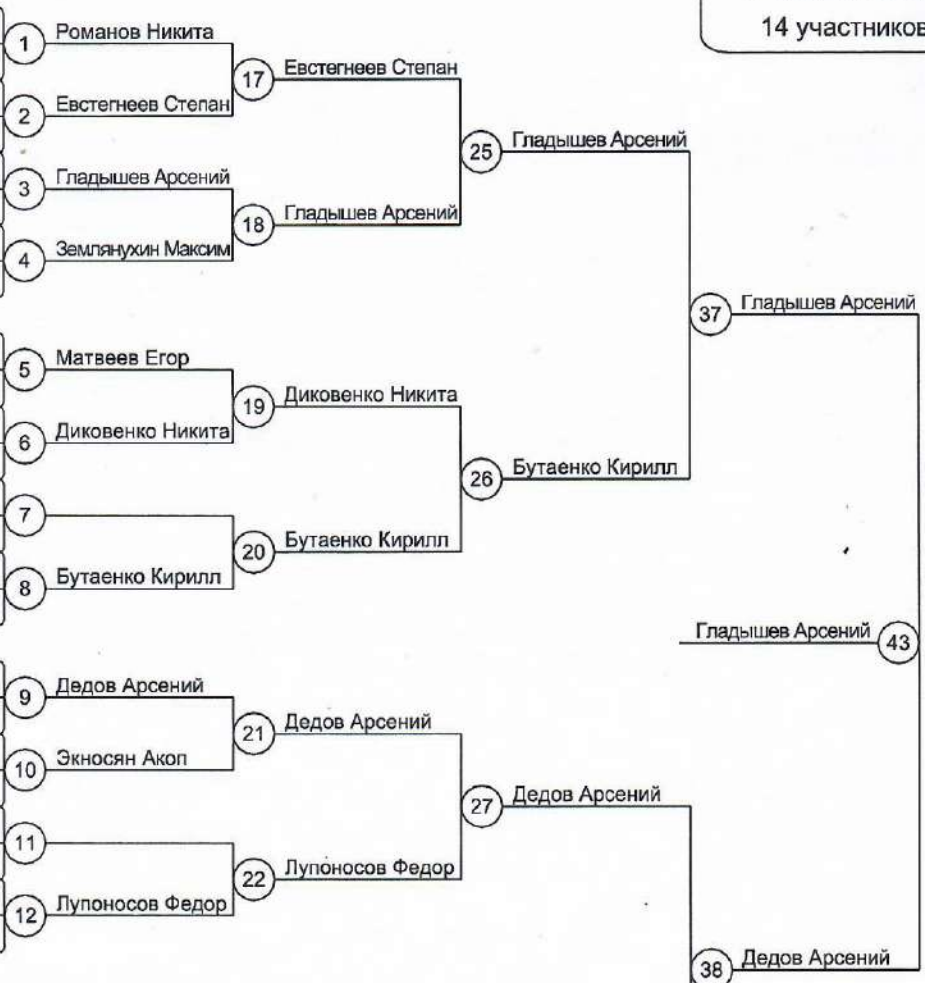 14 участников
1 Романов Никита
17 Евстегнеев Степан
2 Евстегнеев Степан
25 Гладышев Арсений
3 Гладышев Арсений
18 Гладышев Арсений
4 Землянухин Максим
37 Гладышев Арсений
5 Матвеев Егор
19 Диковенко Никита
6 Диковенко Никита
26 Бутаенко Кирилл
7
20 Бутаенко Кирилл
8 Бутаенко Кирилл
Гладышев Арсений 43
9 Дедов Арсений
21 Дедов Арсений
10 Экносян Акоп
27 Дедов Арсений
11
22 Лупоносов Федор
12 Лупоносов Федор
38 Дедов Арсений